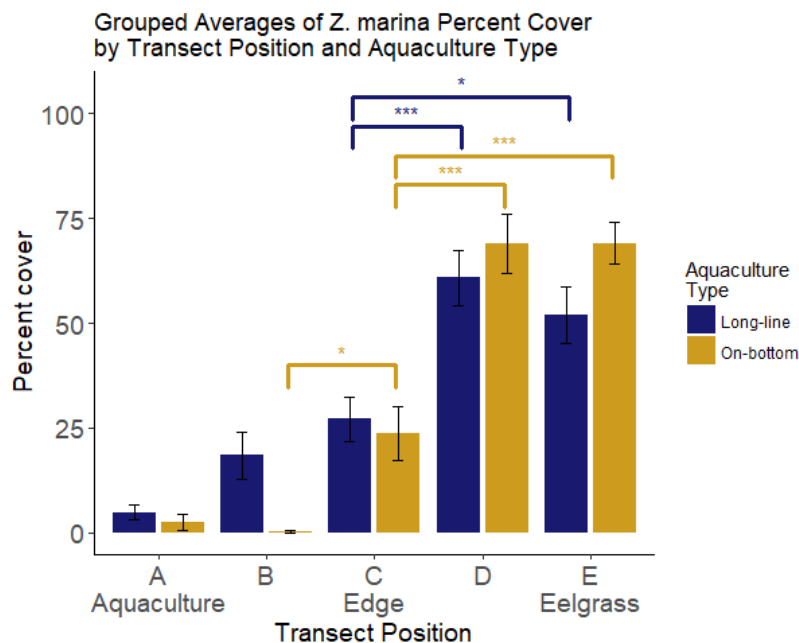 Grouped Averages of Z. marina Percent Cover
by Transect Position and Aquaculture Type
*
100
***
***
***
75
Percent cover
Aquaculture
Type
Long-line
50
On-bottom
*
25
0
A B C D E
Aquaculture Edge Eelgrass
Transect Position